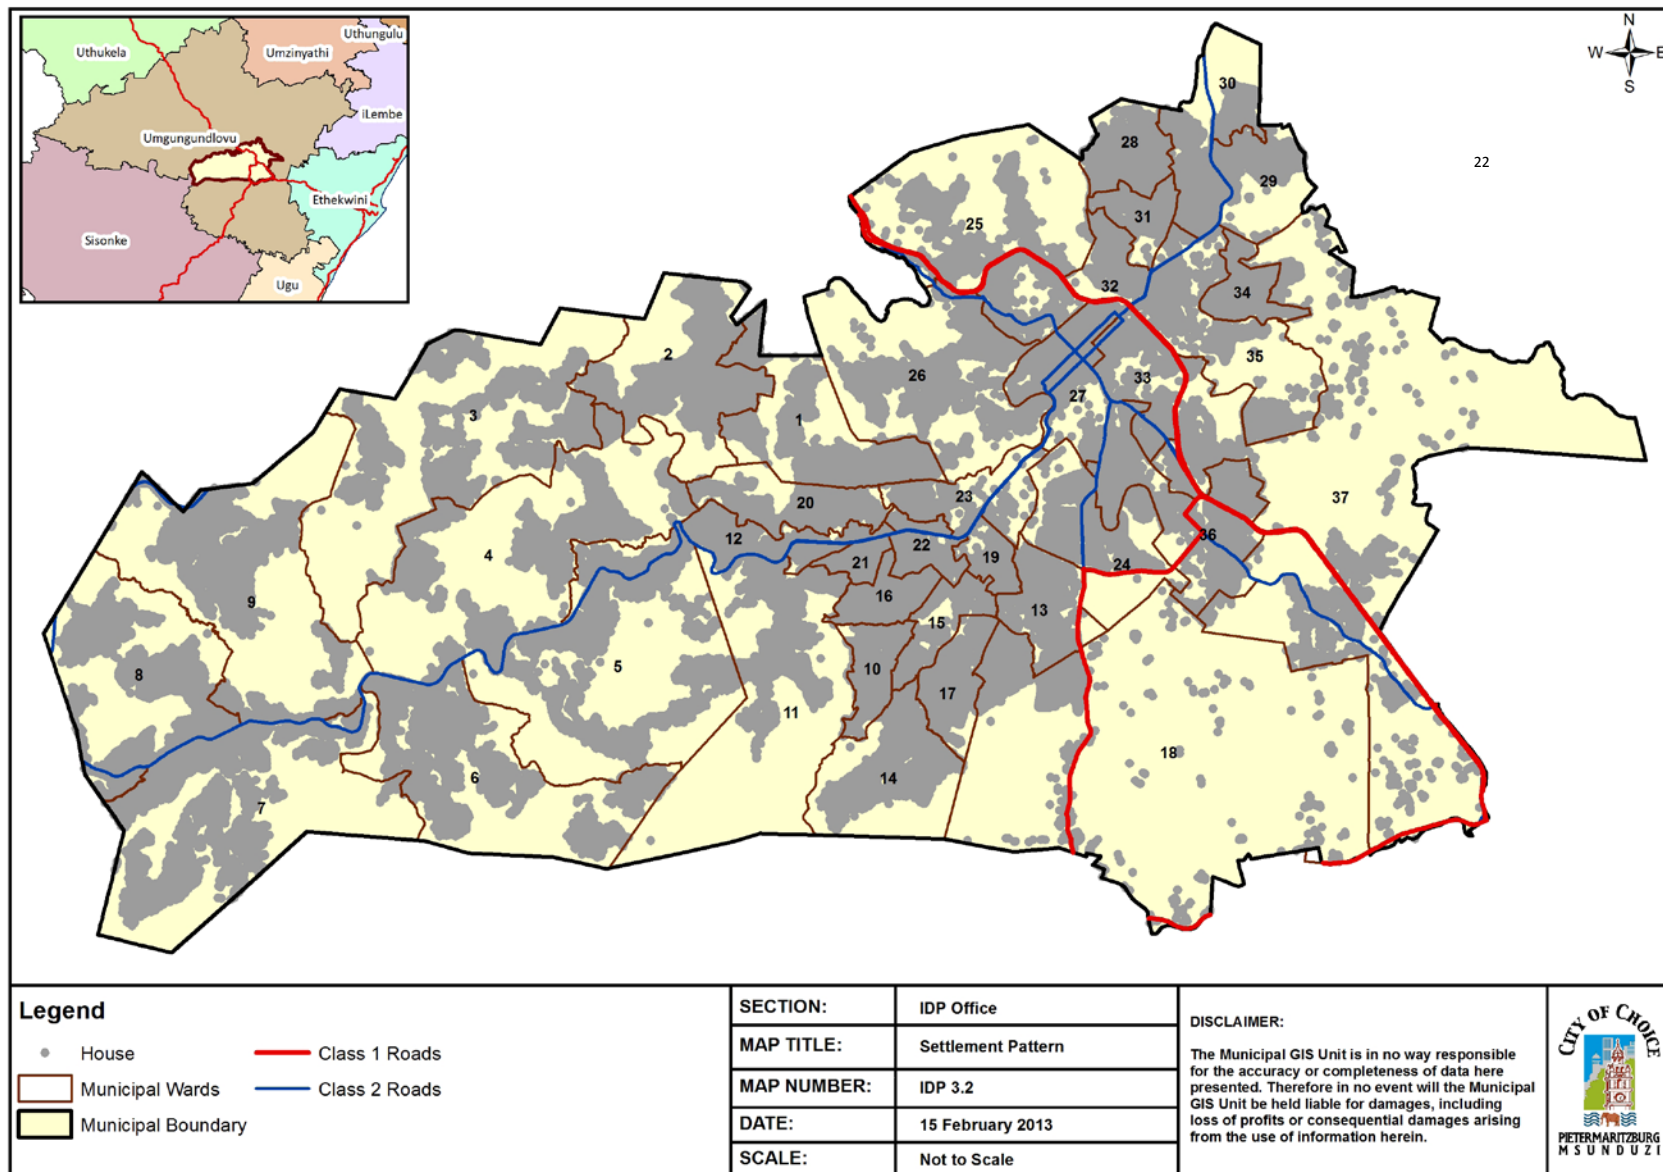 Uthukela
Umzinyathi
Uthungulu
iLembe
Umgungundlovu
Ethekwini
Sisonke
Ugu
N
W E
S
30
28
29
22
31
25
32
34
35
2
26
33
27
3
1
37
20
23
12
22
36
4
21
19
24
16
9
13
15
5
10
8
17
11
18
6
14
7
Legend
House
Class 1 Roads
Municipal Wards
Class 2 Roads
Municipal Boundary
SECTION: IDP Office
MAP TITLE: Settlement Pattern
MAP NUMBER: IDP 3.2
DATE: 15 February 2013
SCALE: Not to Scale
DISCLAIMER:
The Municipal GIS Unit is in no way responsible
for the accuracy or completeness of data here
presented. Therefore in no event will the Municipal
GIS Unit be held liable for damages, including
loss of profits or consequential damages arising
from the use of information herein.
CITY OF CHOICE
PIETERMARITZBURG
MSUNDUZI